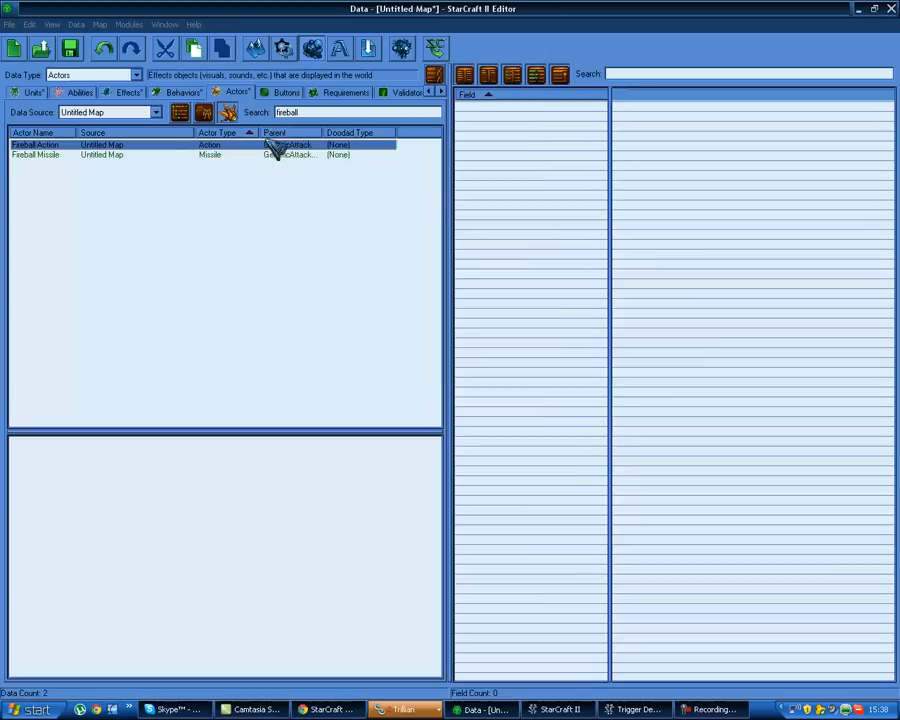 Data - [Untitled Map*] - StarCraft II Editor
File Edit View Data Map Modules Window Help
Data Type: Actors Effects objects (visuals, sounds, etc.) that are displayed in the world Search:
Units* Abilities Effects* Behaviors* Actors* Buttons Requirements Validator
Data Source: Untitled Map Search: fireball
Field
Actor Name Source Actor Type Parent Doodad Type
Fireball Action Untitled Map Action (None)
Fireball Missile Untitled Map Missile GenericAttack... (None)
Data Count: 2 Field Count: 0
start Skype™ - ... Camtasia S... StarCraft ... Trillian Data - [Un... StarCraft II Trigger De... Recording... 15:38